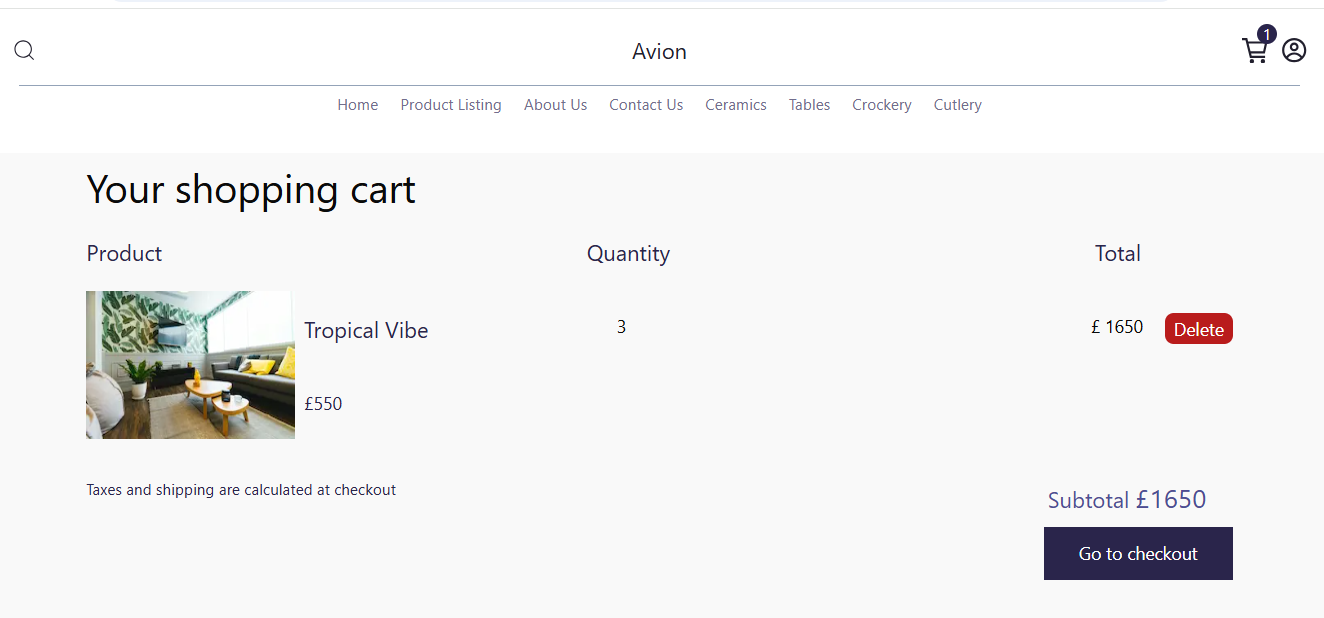 1
Avion
Home Product Listing About Us Contact Us Ceramics Tables Crockery Cutlery
Your shopping cart
Product Quantity Total
Tropical Vibe 3 £ 1650 Delete
£550
Taxes and shipping are calculated at checkout
Subtotal £1650
Go to checkout